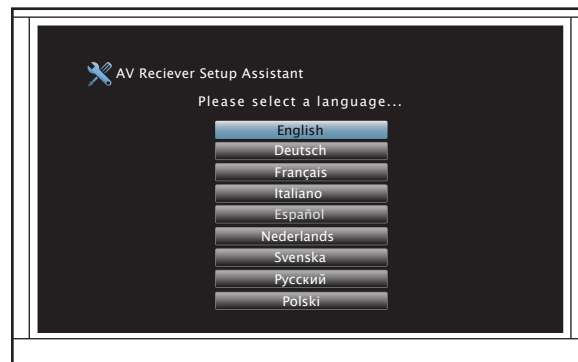 AV Reciever Setup Assistant
Please select a language...
English
Deutsch
Français
Italiano
Español
Nederlands
Svenska
Русский
Polski